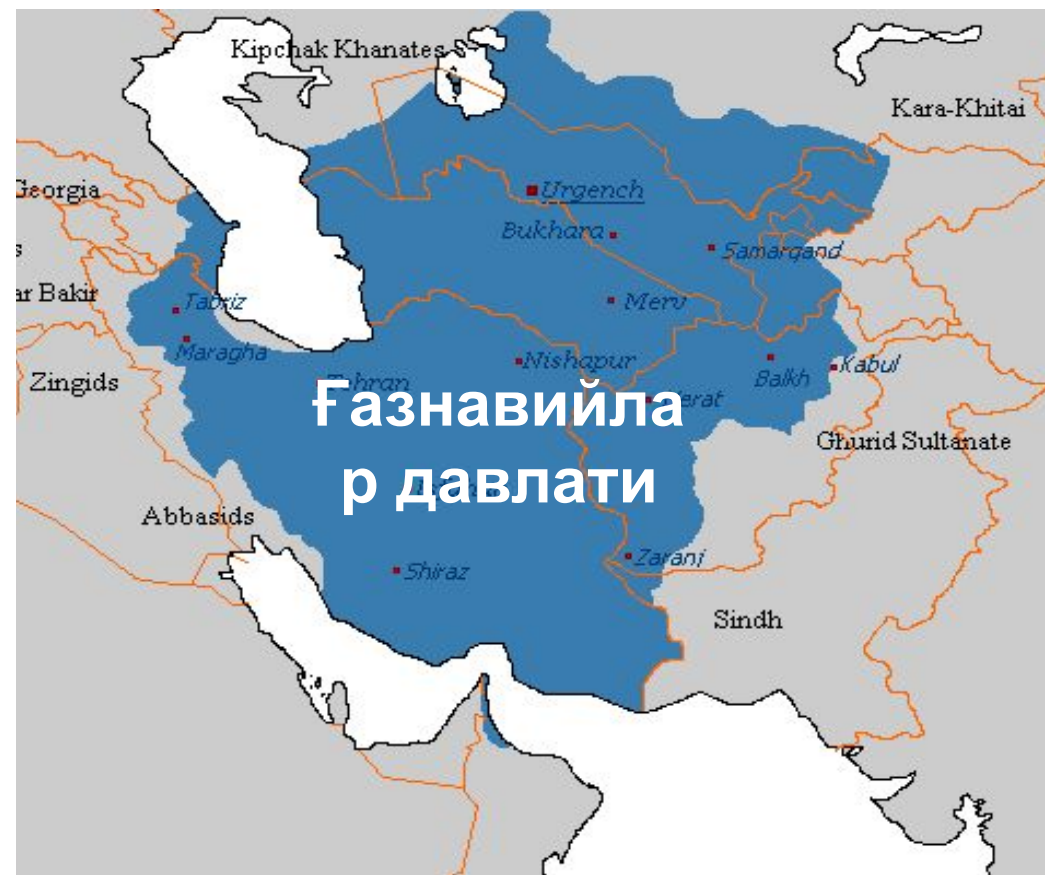 Kipchak Khanates
Kara-Khitai
Georgia
Urgench
Bukhara
Samarqand
ar Bakir
Tabriz
Merv
Maragha
Nishapur
Kabul
Balkh
Zingids
Tehran
Herat
Ғазнавийла
р давлати
Ghurid Sultanate
Abbasids
Zaranj
Shiraz
Sindh